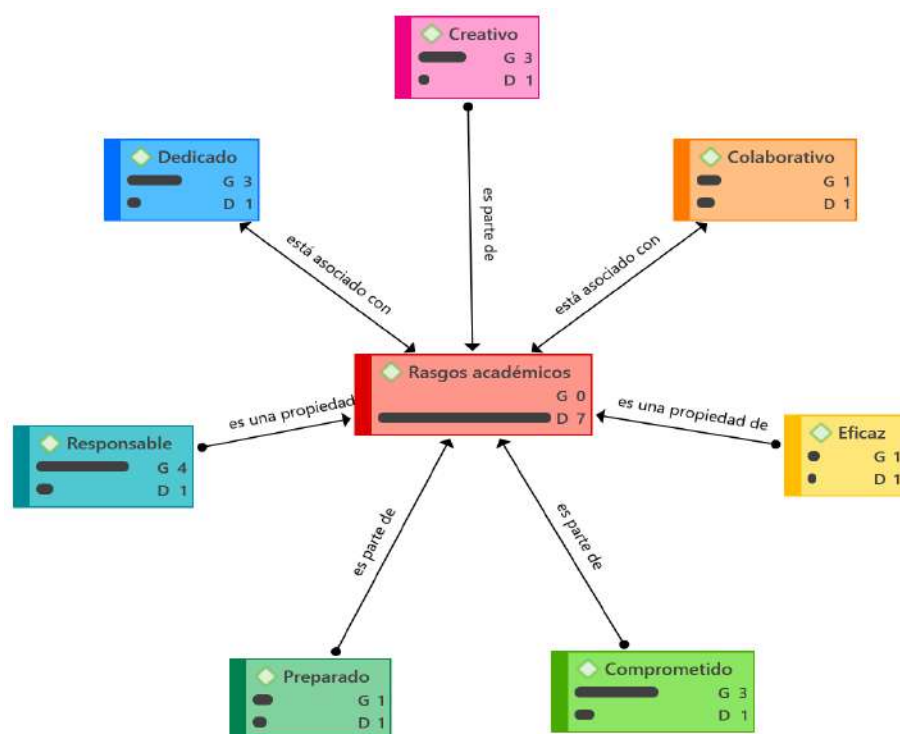 Creativo
G 3
D 1
Dedicado
G 3
D 1
Colaborativo
G 1
D 1
es parte de
está asociado con
está asociado con
Rasgos académicos
G 0
D 7
es una propiedad
es una propiedad de
Responsable
G 4
D 1
Eficaz
G 1
D 1
es parte de
es parte de
Preparado
G 1
D 1
Comprometido
G 3
D 1